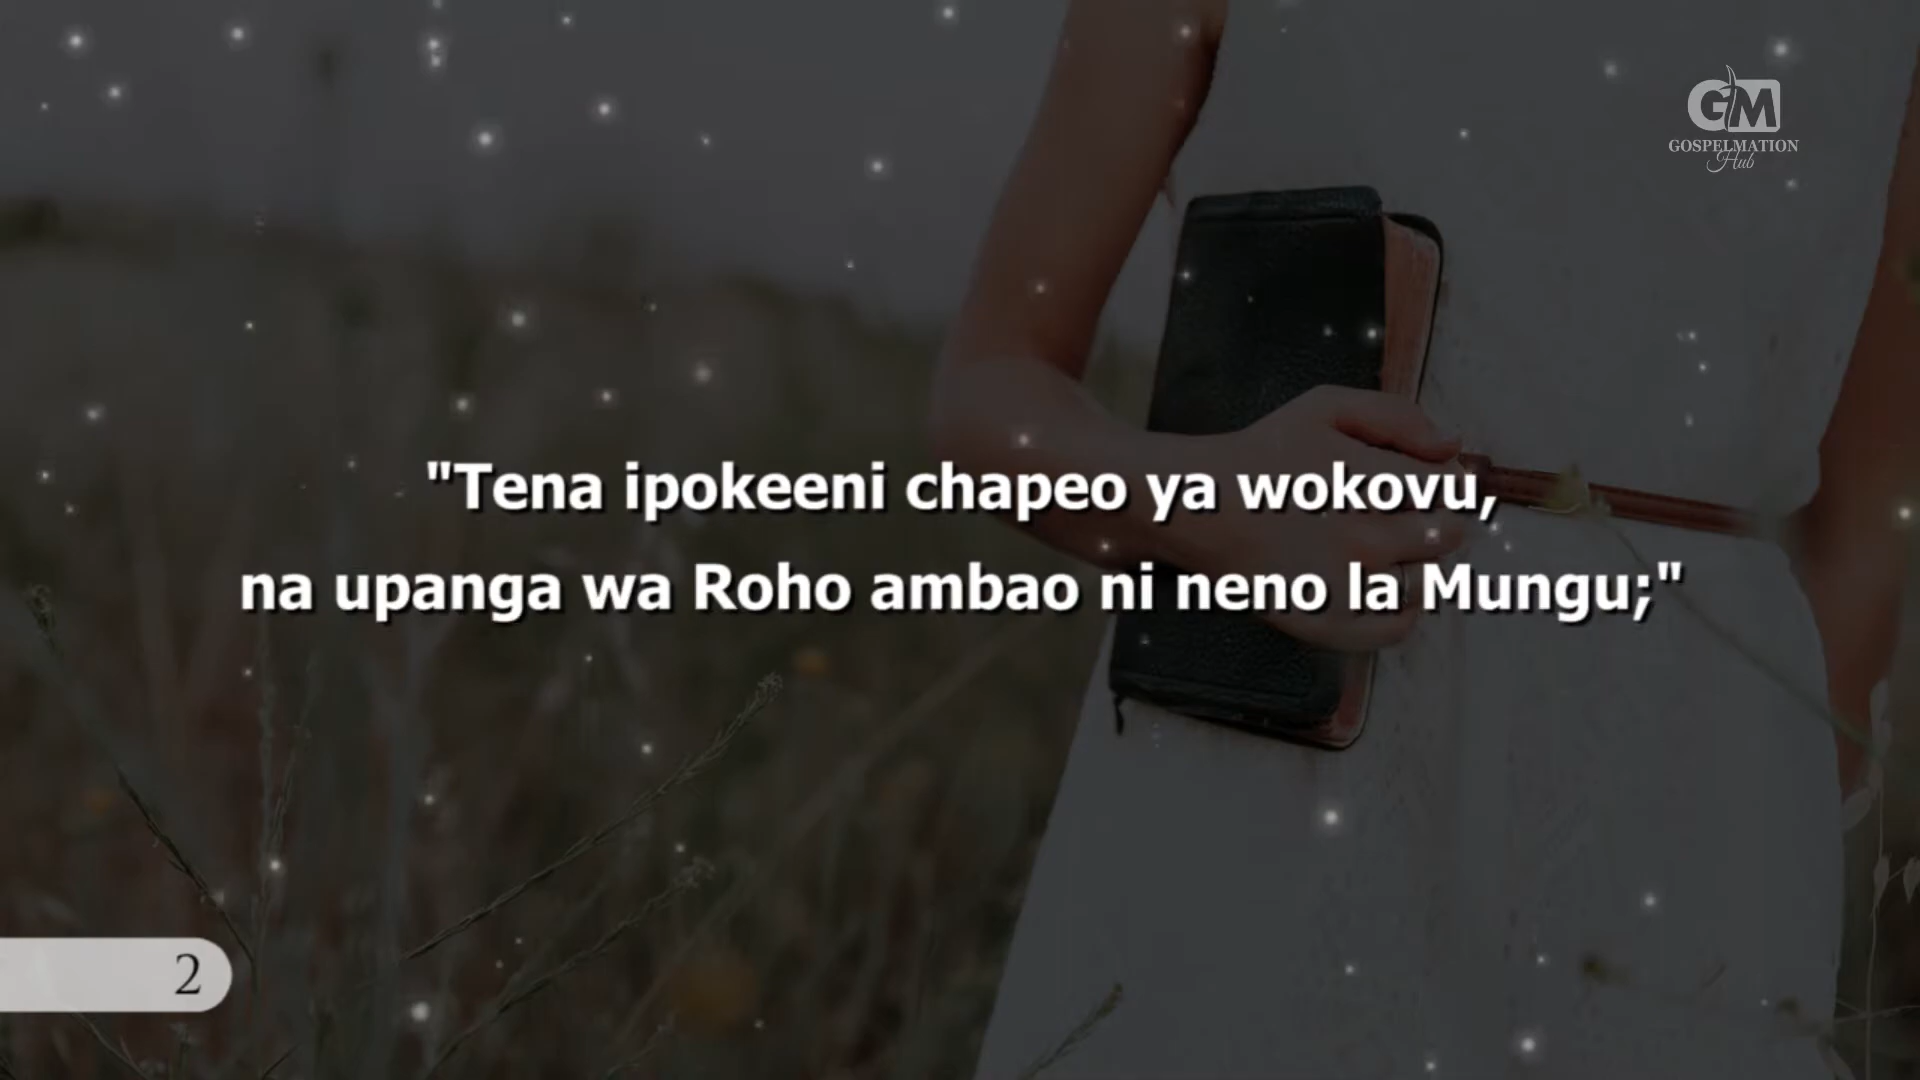 GM
GOSPELMATION
Hub
"Tena ipokeeni chapeo ya wokovu,
na upanga wa Roho ambao ni neno la Mungu;"
2